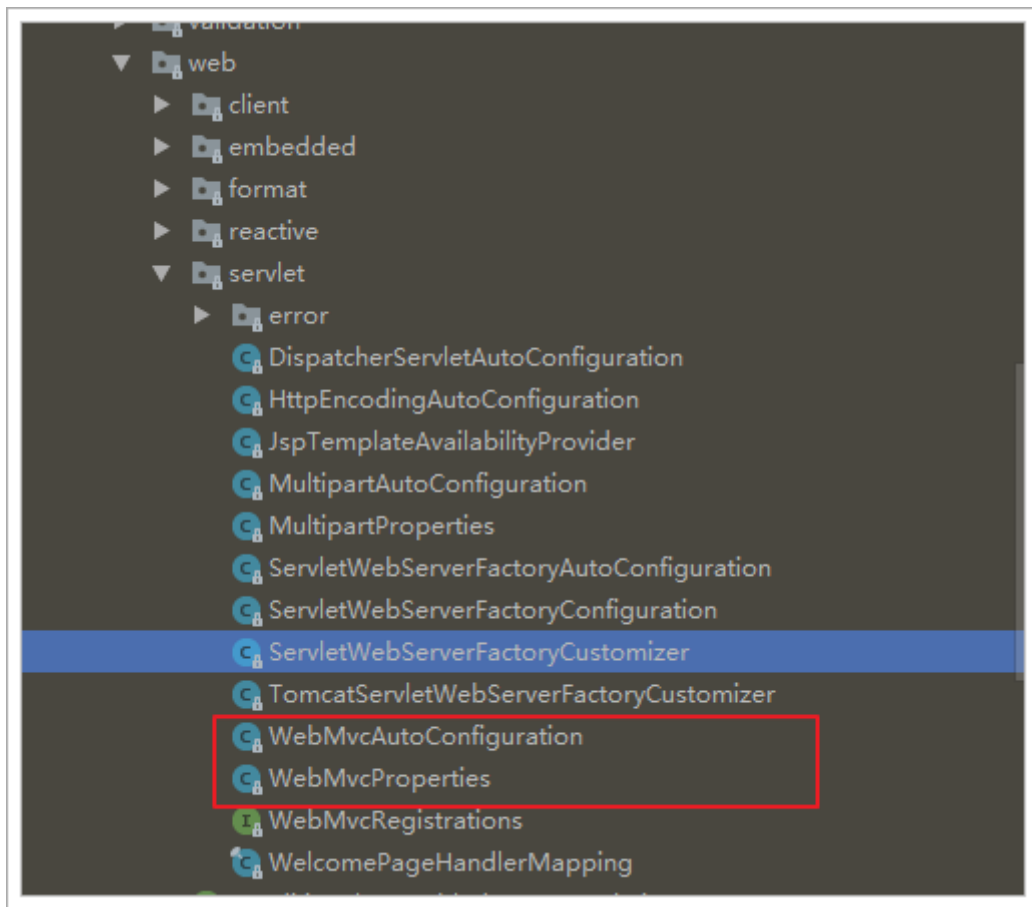 validation
web
client
embedded
format
reactive
servlet
error
DispatcherServletAutoConfiguration
HttpEncodingAutoConfiguration
JspTemplateAvailabilityProvider
MultipartAutoConfiguration
MultipartProperties
ServletWebServerFactoryAutoConfiguration
ServletWebServerFactoryConfiguration
ServletWebServerFactoryCustomizer
TomcatServletWebServerFactoryCustomizer
WebMvcAutoConfiguration
WebMvcProperties
WebMvcRegistrations
WelcomePageHandlerMapping